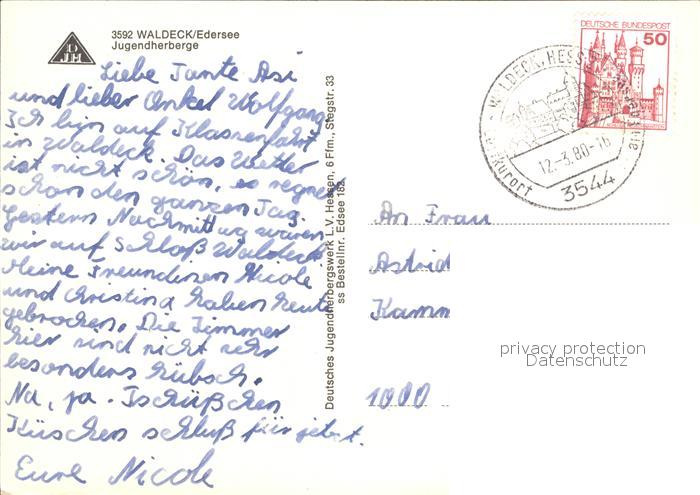 3592 WALDECK/Edersee
Jugendherberge
DJH
Liebe Tante Asi
und lieber Onkel Wolfgang
Ich bin auf Klassenfahrt
in Waldeck. Das Wetter
ist nicht schön, es regnet
schon den ganzen Tag.
Gestern Nachmittag waren
wir auf Schloß Waldeck
Meine Freundinen Nicole
und Christina haben heute
gebrochen. Die Zimmer
hier sind nicht sehr
besonders hübsch.
Na, ja. Tschüßchen
Küschen schluß für jetzt.
Eure Nicole
Deutsches Jugendherbergswerk L.V. Hessen, 6 Ffm., Stegstr. 33
ss Bestellnr. Edsee 182
DEUTSCHE BUNDESPOST
50
WALDECK, HESS
12.-3.80-16
3544
An Frau
Astrid
Kamm
1000
privacy protection
Datenschutz